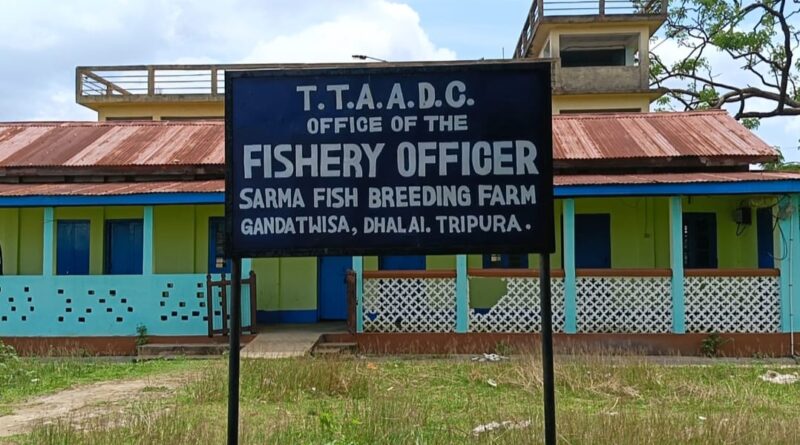 T.T.A.A.D.C.
OFFICE OF THE
FISHERY OFFICER
SARMA FISH BREEDING FARM
GANDATWISA, DHALAI. TRIPURA.